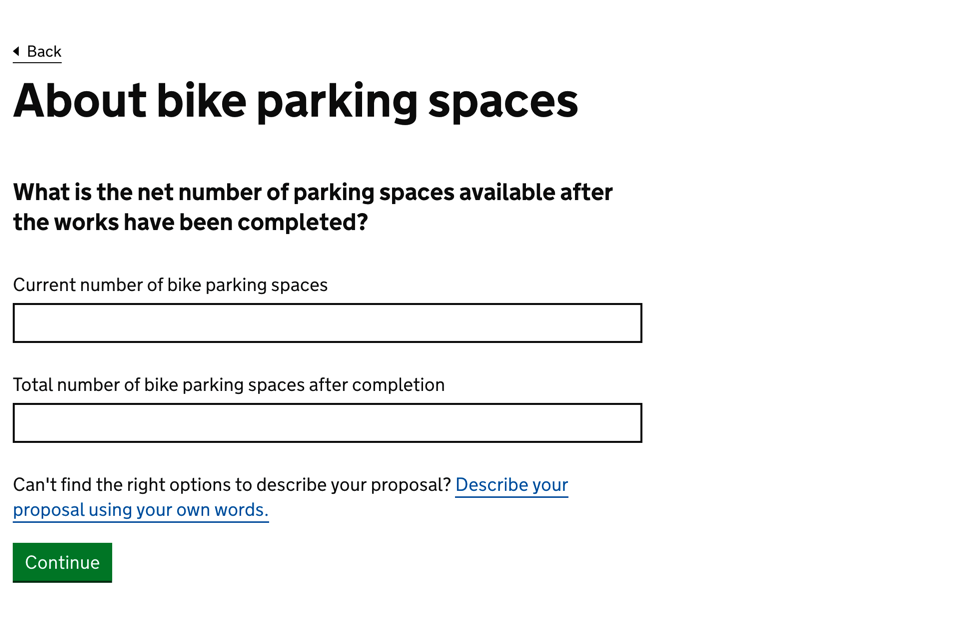 Back
About bike parking spaces
What is the net number of parking spaces available after
the works have been completed?
Current number of bike parking spaces
Total number of bike parking spaces after completion
Can't find the right options to describe your proposal? Describe your
proposal using your own words.
Continue